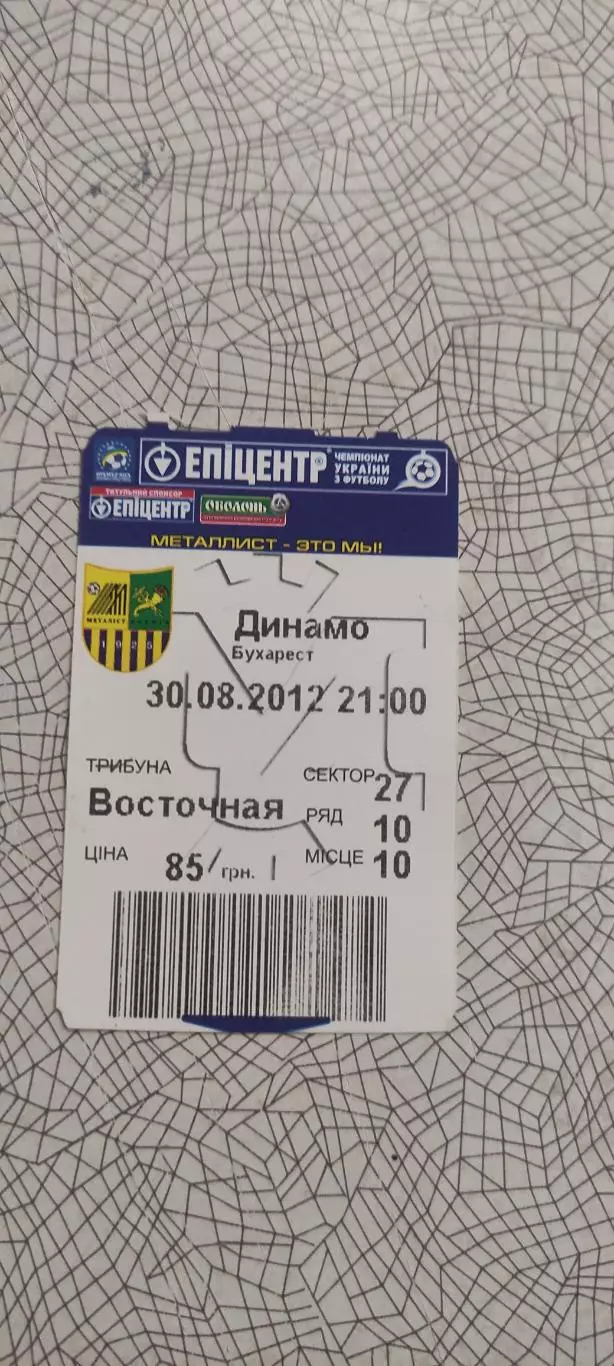 ЕПІЦЕНТР®
ЧЕМПІОНАТ
УКРАЇНИ
З ФУТБОЛУ
ТИТУЛЬНИЙ СПОНСОР
ЕПІЦЕНТР
ОБОЛОНЬ
МЕТАЛЛИСТ - ЭТО МЫ!
МЕТАЛІСТ
1925
Динамо
Бухарест
30.08.2012 21:00
ТРИБУНА
СЕКТОР 27
Восточная
РЯД 10
ЦІНА 85 грн.
МІСЦЕ 10